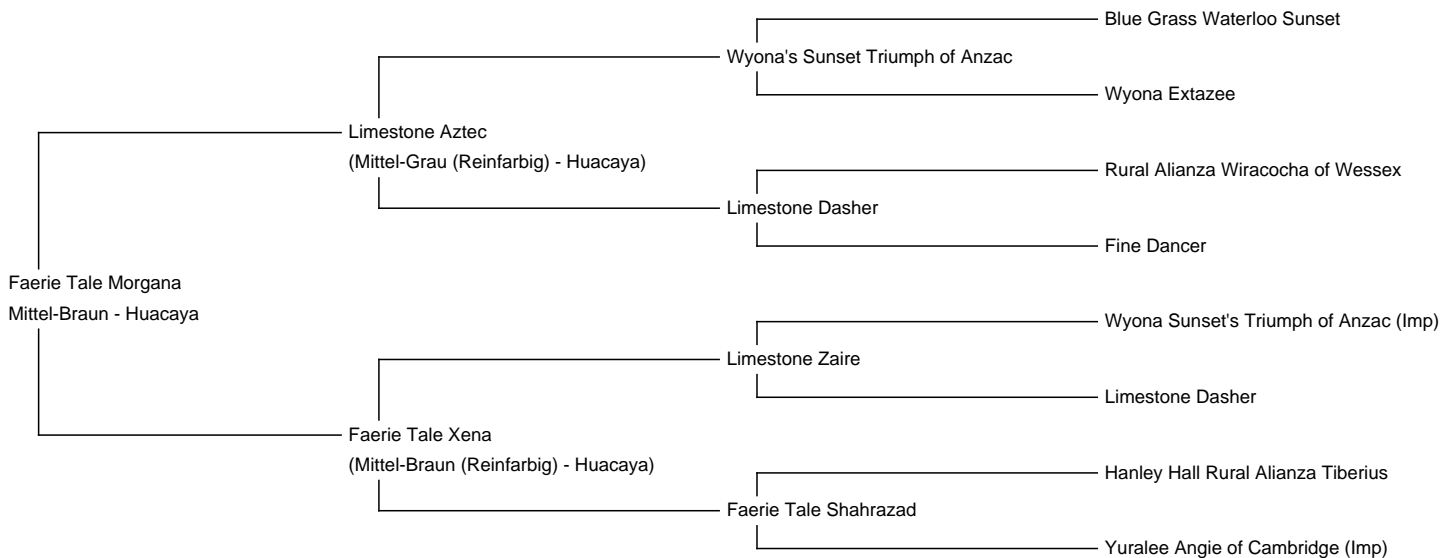 Blue Grass Waterloo Sunset
Wyona's Sunset Triumph of Anzac
Wyona Extazee
Limestone Aztec
(Mittel-Grau (Reinfarbig) - Huacaya)
Rural Alianza Wiracocha of Wessex
Limestone Dasher
Fine Dancer
Faerie Tale Morgana
Mittel-Braun - Huacaya
Wyona Sunset's Triumph of Anzac (Imp)
Limestone Zaire
Limestone Dasher
Faerie Tale Xena
(Mittel-Braun (Reinfarbig) - Huacaya)
Hanley Hall Rural Alianza Tiberius
Faerie Tale Shahrazad
Yuralee Angie of Cambridge (Imp)